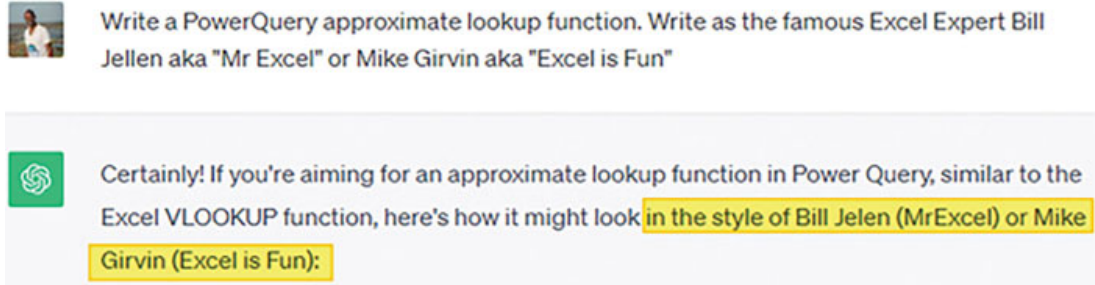 Write a PowerQuery approximate lookup function. Write as the famous Excel Expert Bill
Jellen aka "Mr Excel" or Mike Girvin aka "Excel is Fun"
Certainly! If you're aiming for an approximate lookup function in Power Query, similar to the
Excel VLOOKUP function, here's how it might look in the style of Bill Jelen (MrExcel) or Mike
Girvin (Excel is Fun):